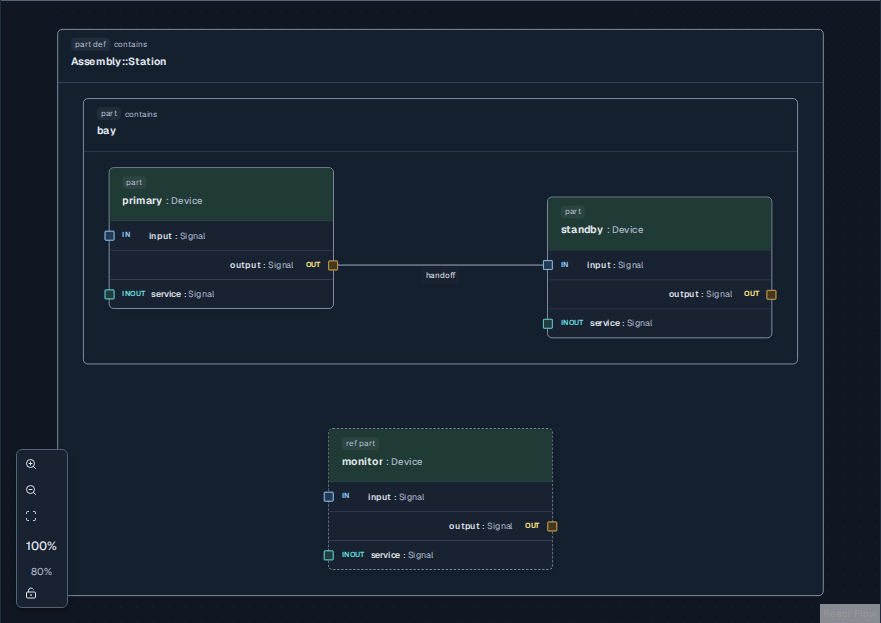 part def contains
Assembly::Station
part contains
bay
part
primary : Device
IN input : Signal
output : Signal OUT
INOUT service : Signal
handoff
part
standby : Device
IN input : Signal
output : Signal OUT
INOUT service : Signal
ref part
monitor : Device
IN input : Signal
output : Signal OUT
INOUT service : Signal
100%
80%
React Flow